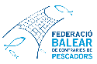 FEDERACIÓ
BALEAR
DE CONFRARIES DE
PESCADORS